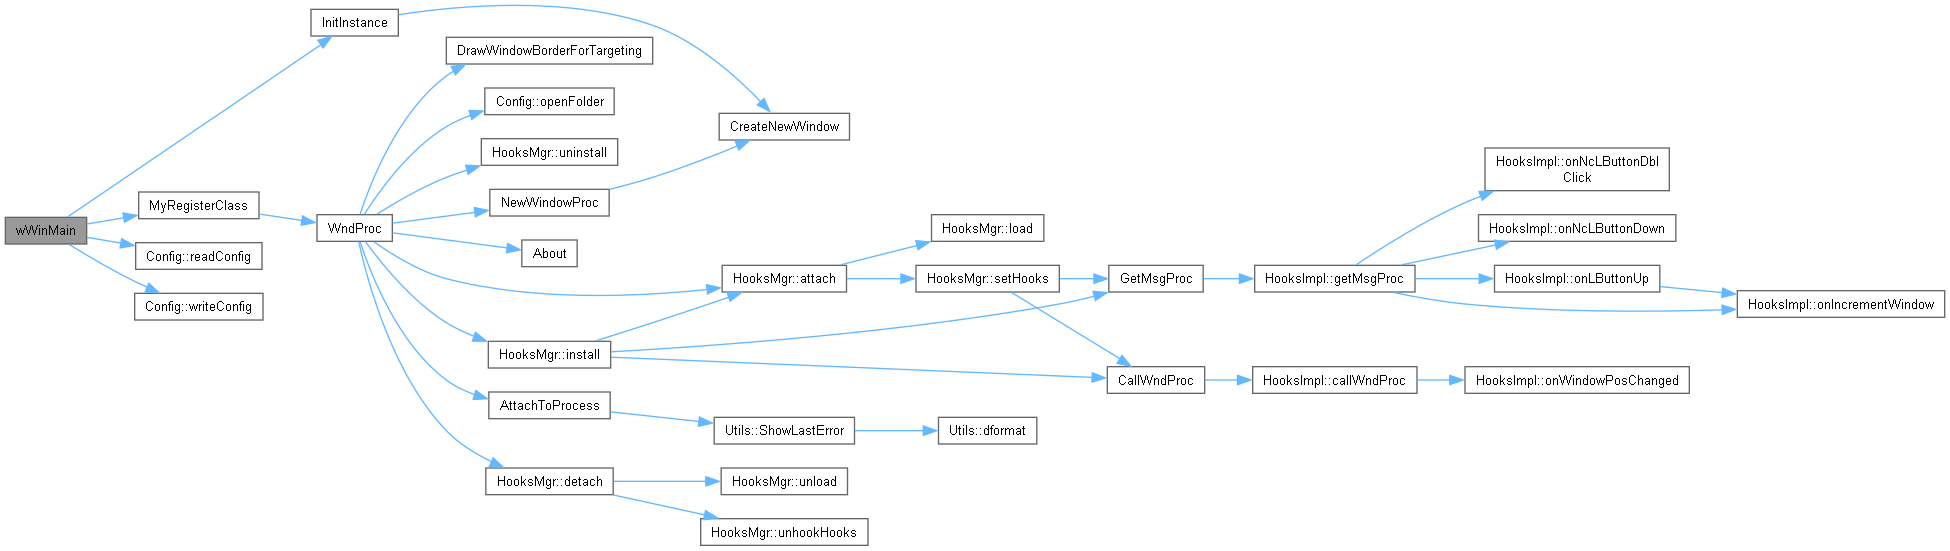 wWinMain
InitInstance
MyRegisterClass
Config::readConfig
Config::writeConfig
WndProc
DrawWindowBorderForTargeting
Config::openFolder
HooksMgr::uninstall
NewWindowProc
About
HooksMgr::install
AttachToProcess
HooksMgr::detach
CreateNewWindow
HooksMgr::attach
Utils::ShowLastError
HooksMgr::unload
HooksMgr::unhookHooks
HooksMgr::load
HooksMgr::setHooks
Utils::dformat
GetMsgProc
CallWndProc
HooksImpl::getMsgProc
HooksImpl::callWndProc
HooksImpl::onNcLButtonDbl
Click
HooksImpl::onNcLButtonDown
HooksImpl::onLButtonUp
HooksImpl::onWindowPosChanged
HooksImpl::onIncrementWindow